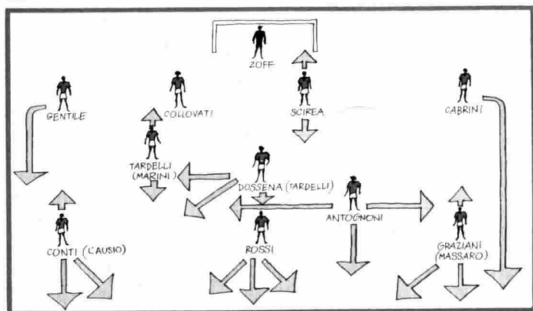 ZOFF
GENTILE
COLLOVATI
SCIREA
CABRINI
TARDELLI
(MARINI)
DOSSENA (TARDELLI)
ANTOGNONI
CONTI (CAUSIO)
ROSSI
GRAZIANI
(MASSARO)